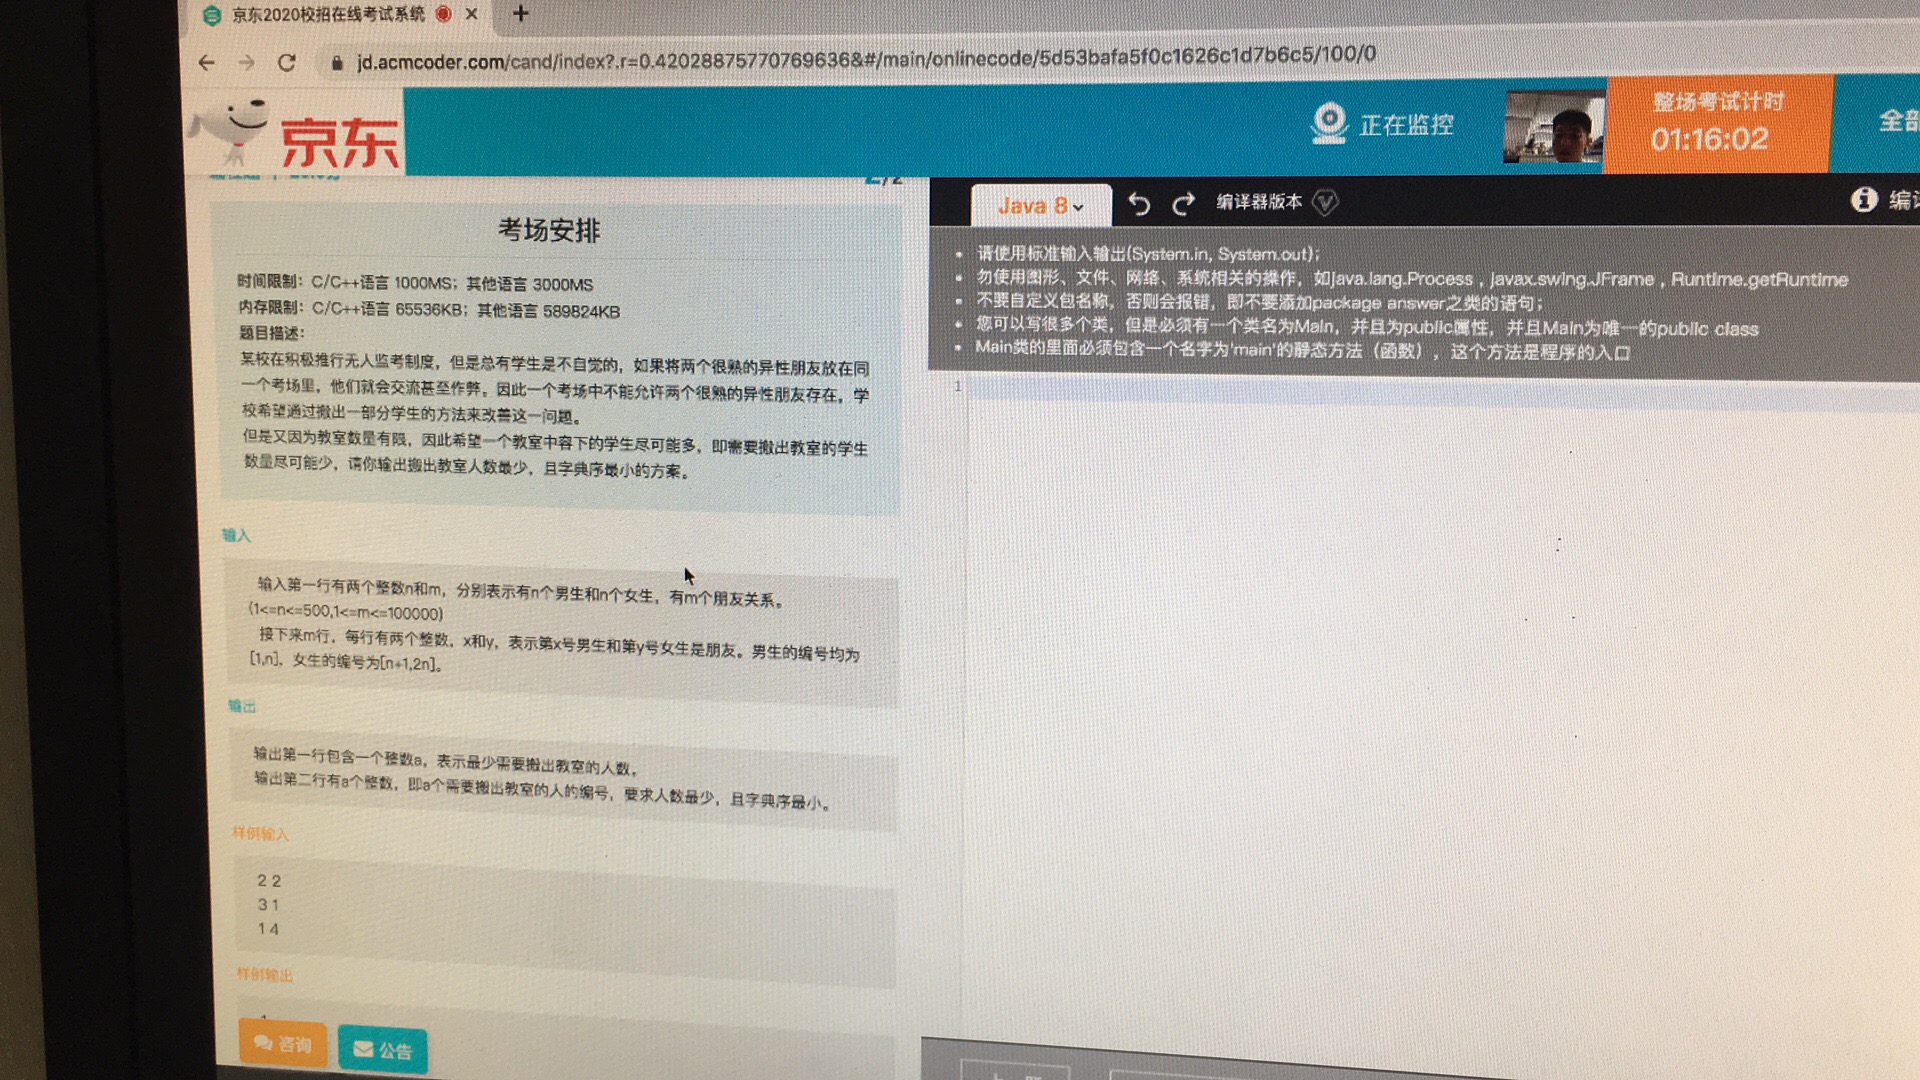 京东2020校招在线考试系统
jd.acmcoder.com/cand/index?.r=0.42028875770769636&#/main/onlinecode/5d53bafa5f0c1626c1d7b6c5/100/0
京东
正在监控
整场考试计时
01:16:02
全部
2/2
考场安排
时间限制：C/C++语言 1000MS；其他语言 3000MS
内存限制：C/C++语言 65536KB；其他语言 589824KB
题目描述：
某校在积极推行无人监考制度，但是总有学生是不自觉的，如果将两个很熟的异性朋友放在同
一个考场里，他们就会交流甚至作弊。因此一个考场中不能允许两个很熟的异性朋友存在，学
校希望通过搬出一部分学生的方法来改善这一问题。
但是又因为教室数量有限，因此希望一个教室中容下的学生尽可能多，即需要搬出教室的学生
数量尽可能少，请你输出搬出教室人数最少，且字典序最小的方案。
输入
输入第一行有两个整数n和m，分别表示有n个男生和n个女生，有m个朋友关系。
(1<=n<=500,1<=m<=100000)
接下来m行，每行有两个整数，x和y，表示第x号男生和第y号女生是朋友。男生的编号均为
[1,n]，女生的编号为[n+1,2n]。
输出
输出第一行包含一个整数a，表示最少需要搬出教室的人数。
输出第二行有a个整数，即a个需要搬出教室的人的编号，要求人数最少，且字典序最小。
样例输入
2 2
3 1
1 4
样例输出
咨询
公告
Java 8
编译器版本
编译
请使用标准输入输出(System.in, System.out)；
勿使用图形、文件、网络、系统相关的操作，如java.lang.Process , javax.swing.JFrame , Runtime.getRuntime
不要自定义包名称，否则会报错，即不要添加package answer之类的语句；
您可以写很多个类，但是必须有一个类名为Main，并且为public属性，并且Main为唯一的public class
Main类的里面必须包含一个名字为'main'的静态方法（函数），这个方法是程序的入口
1